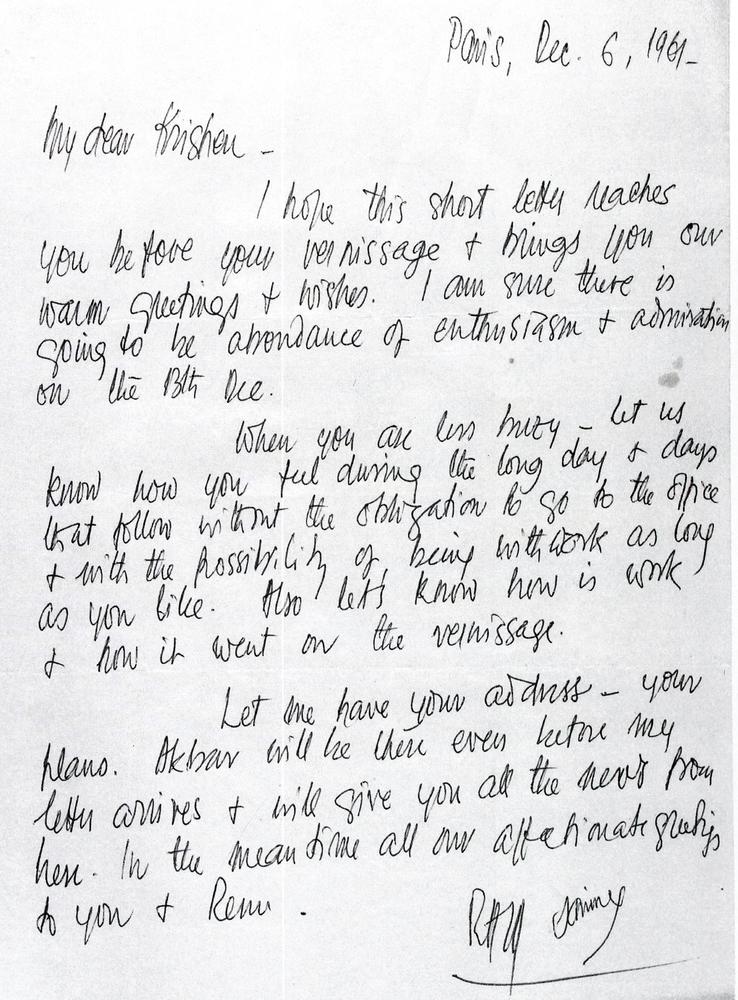 Paris, Dec. 6, 1961-
My dear Krishen -
I hope this short letter reaches
you before your vernissage + brings you our
warm greetings + wishes. I am sure there is
going to be abondance of enthusiasm + admiration
on the 13th Dec.
When you are less busy - let us
know how you feel during the long day + days
that follow without the obligation to go to the office
+ with the possibility of being with work as long
as you like. Also let's know how is work
+ how it went on the vernissage.
Let me have your address - your
plans. Akbar will be there even before my
letter arrives + will give you all the news from
here. In the mean time all our affectionate greetings
to you + Renu.